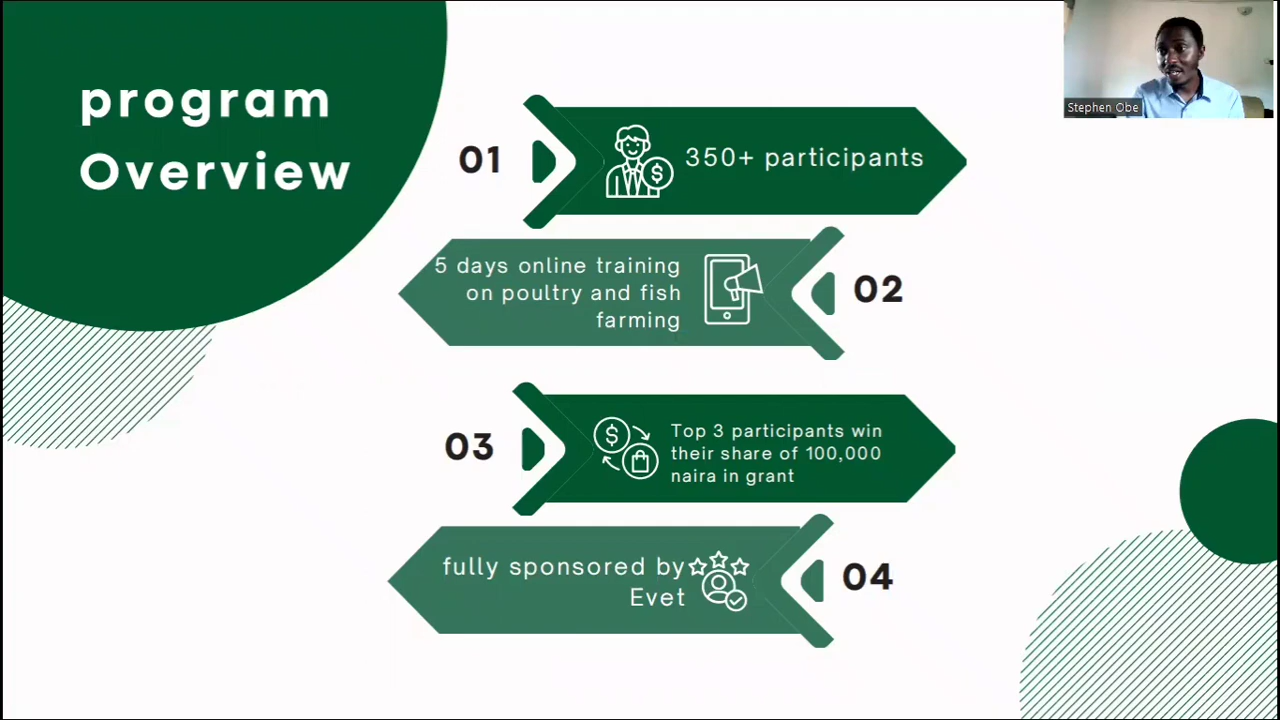 program
Overview
Stephen Obe
01
350+ participants
5 days online training
on poultry and fish
farming
02
03
Top 3 participants win
their share of 100,000
naira in grant
fully sponsored by
Evet
04